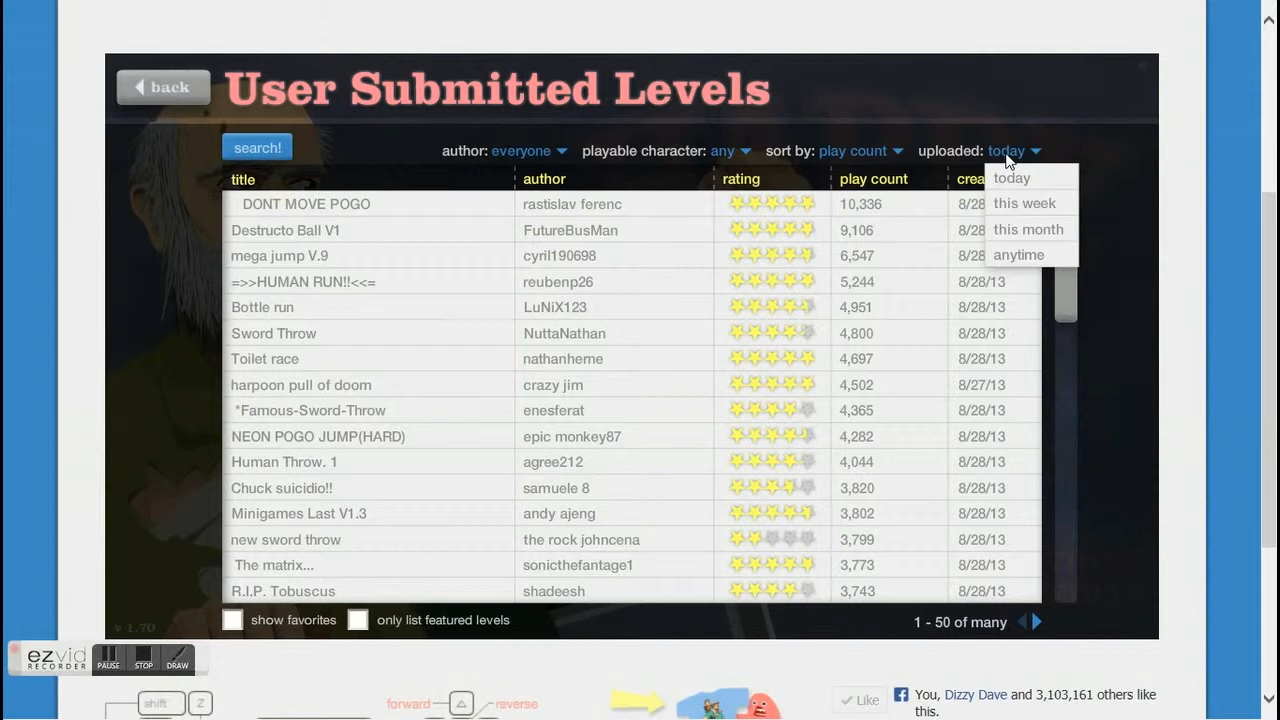 back
User Submitted Levels
search!
author: everyone playable character: any sort by: play count uploaded: today
title author rating play count crea
today
this week
this month
anytime
DONT MOVE POGO rastislav ferenc 10,336 8/28
Destructo Ball V1 FutureBusMan 9,106 8/28
mega jump V.9 cyril190698 6,547 8/28
=>>HUMAN RUN!!<<= reubenp26 5,244 8/28/13
Bottle run LuNiX123 4,951 8/28/13
Sword Throw NuttaNathan 4,800 8/28/13
Toilet race nathanherne 4,697 8/28/13
harpoon pull of doom crazy jim 4,502 8/27/13
*Famous-Sword-Throw enesferat 4,365 8/28/13
NEON POGO JUMP(HARD) epic monkey87 4,282 8/28/13
Human Throw. 1 agree212 4,044 8/28/13
Chuck suicidio!! samuele 8 3,820 8/28/13
Minigames Last V1.3 andy ajeng 3,802 8/28/13
new sword throw the rock johncena 3,799 8/28/13
The matrix... sonicthefantage1 3,773 8/28/13
R.I.P. Tobuscus shadeesh 3,743 8/28/13
show favorites only list featured levels 1 - 50 of many
v 1.70
ezvid
RECORDER
PAUSE STOP DRAW
shift Z
forward reverse
Like
You, Dizzy Dave and 3,103,161 others like
this.